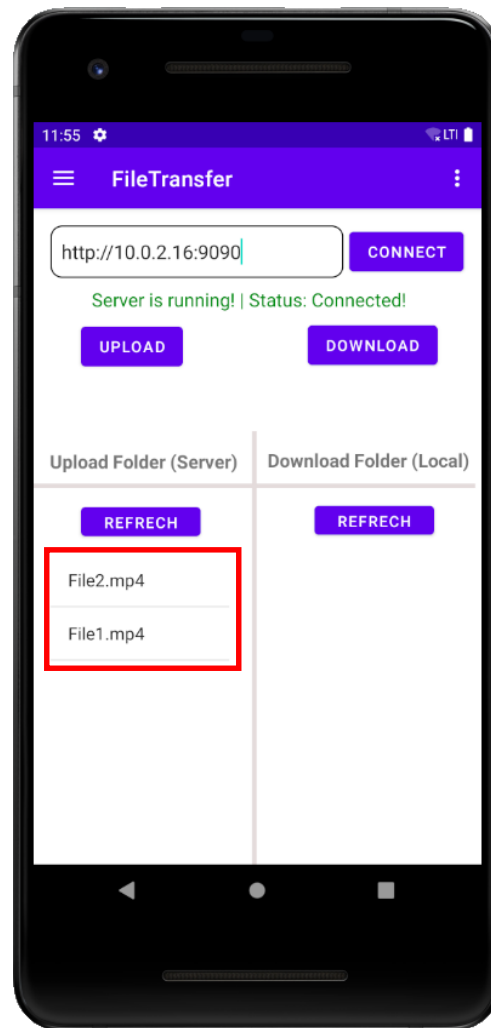 11:55 LTI
FileTransfer
http://10.0.2.16:9090 CONNECT
Server is running! | Status: Connected!
UPLOAD DOWNLOAD
Upload Folder (Server) Download Folder (Local)
REFRECH REFRECH
File2.mp4
File1.mp4